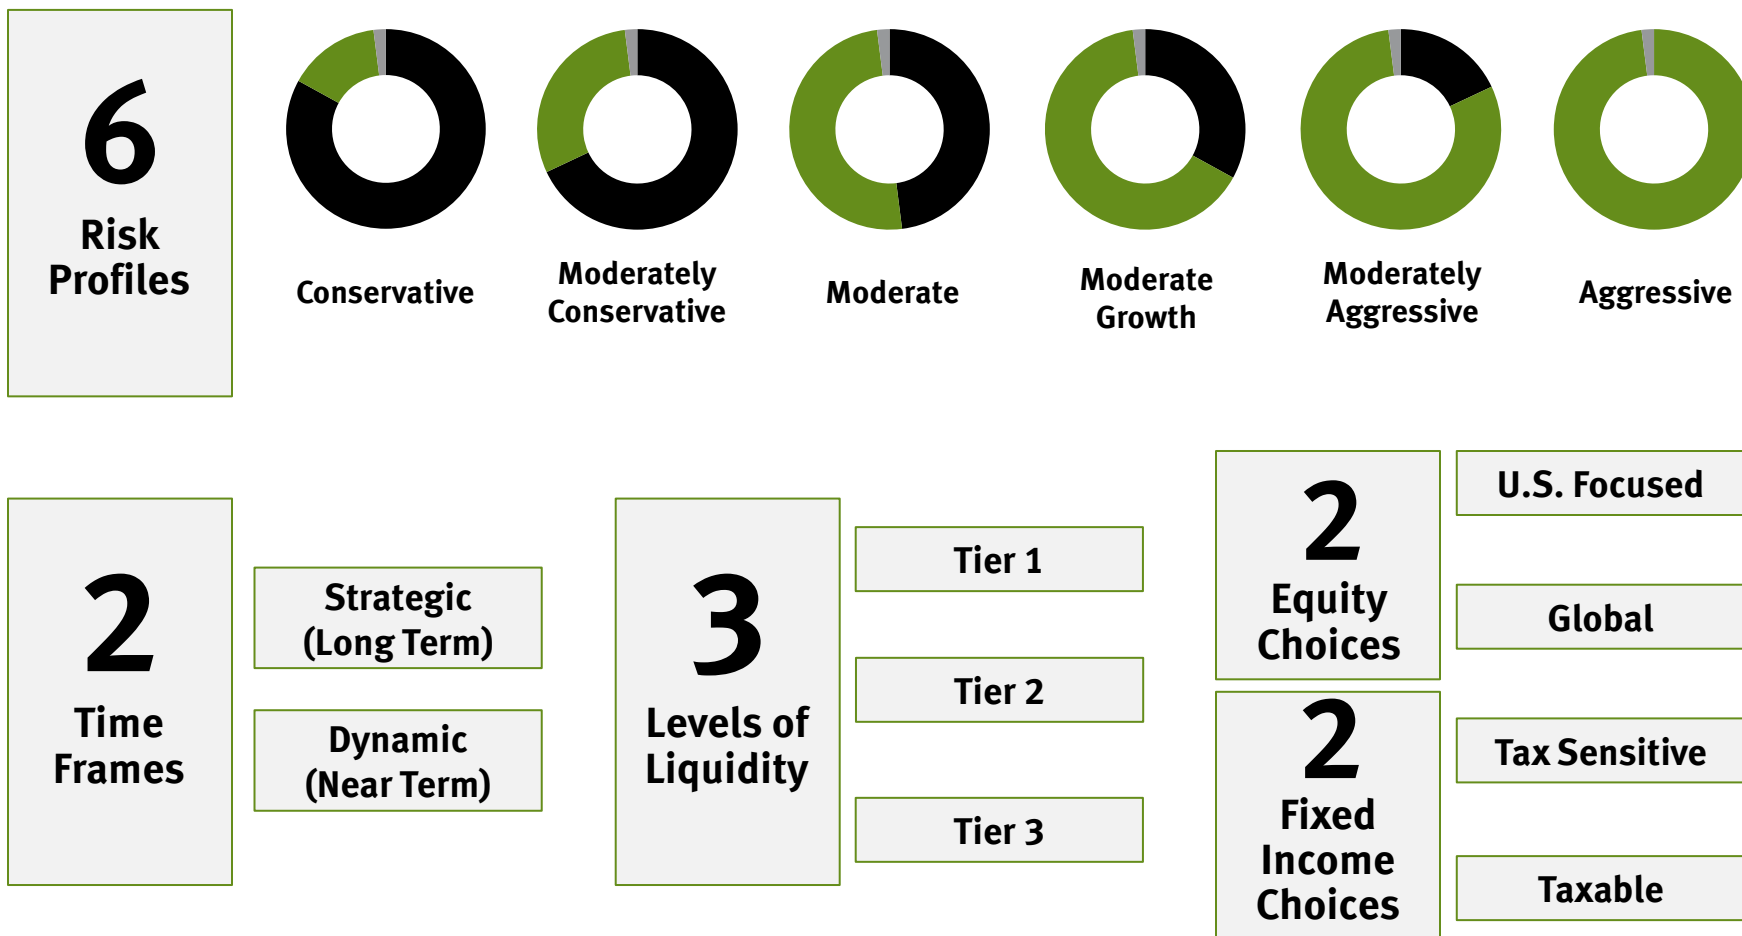 6
Risk
Profiles
Conservative
Moderately
Conservative
Moderate
Moderate
Growth
Moderately
Aggressive
Aggressive
2
Time
Frames
Strategic
(Long Term)
Dynamic
(Near Term)
3
Levels of
Liquidity
Tier 1
Tier 2
Tier 3
2
Equity
Choices
U.S. Focused
Global
2
Fixed
Income
Choices
Tax Sensitive
Taxable